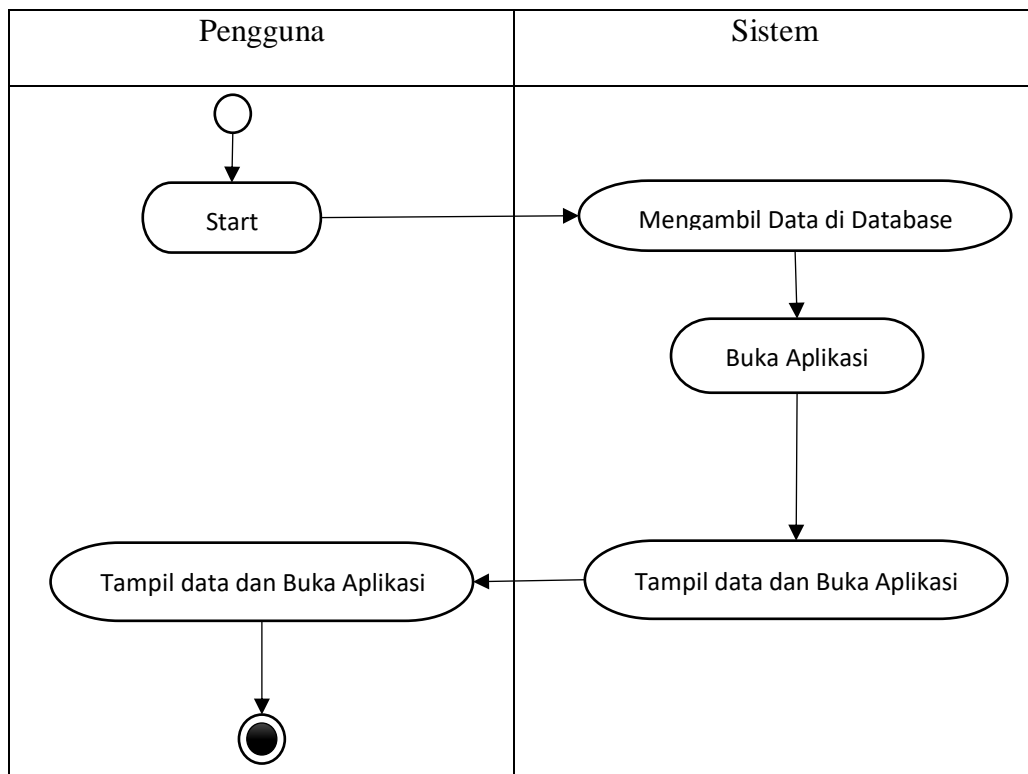 Pengguna
Sistem
Start
Mengambil Data di Database
Buka Aplikasi
Tampil data dan Buka Aplikasi
Tampil data dan Buka Aplikasi